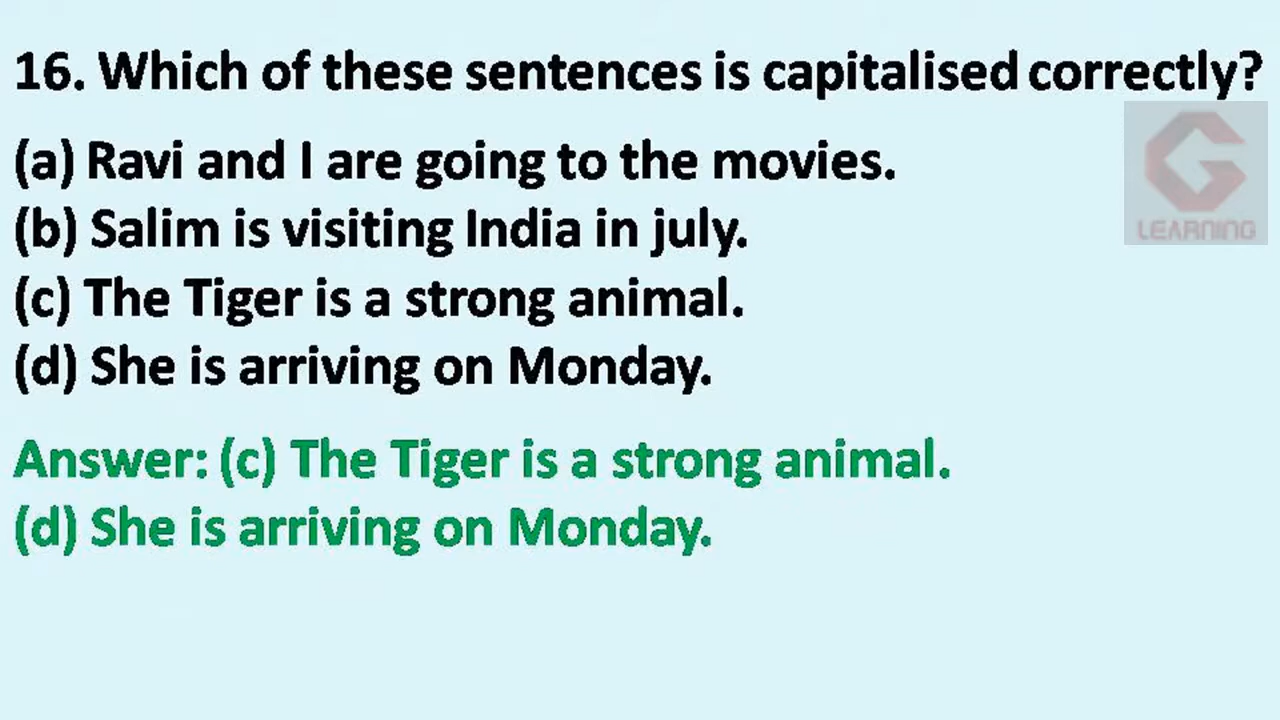 16. Which of these sentences is capitalised correctly?
(a) Ravi and I are going to the movies.
(b) Salim is visiting India in july.
(c) The Tiger is a strong animal.
(d) She is arriving on Monday.
Answer: (c) The Tiger is a strong animal.
(d) She is arriving on Monday.
G
LEARNING